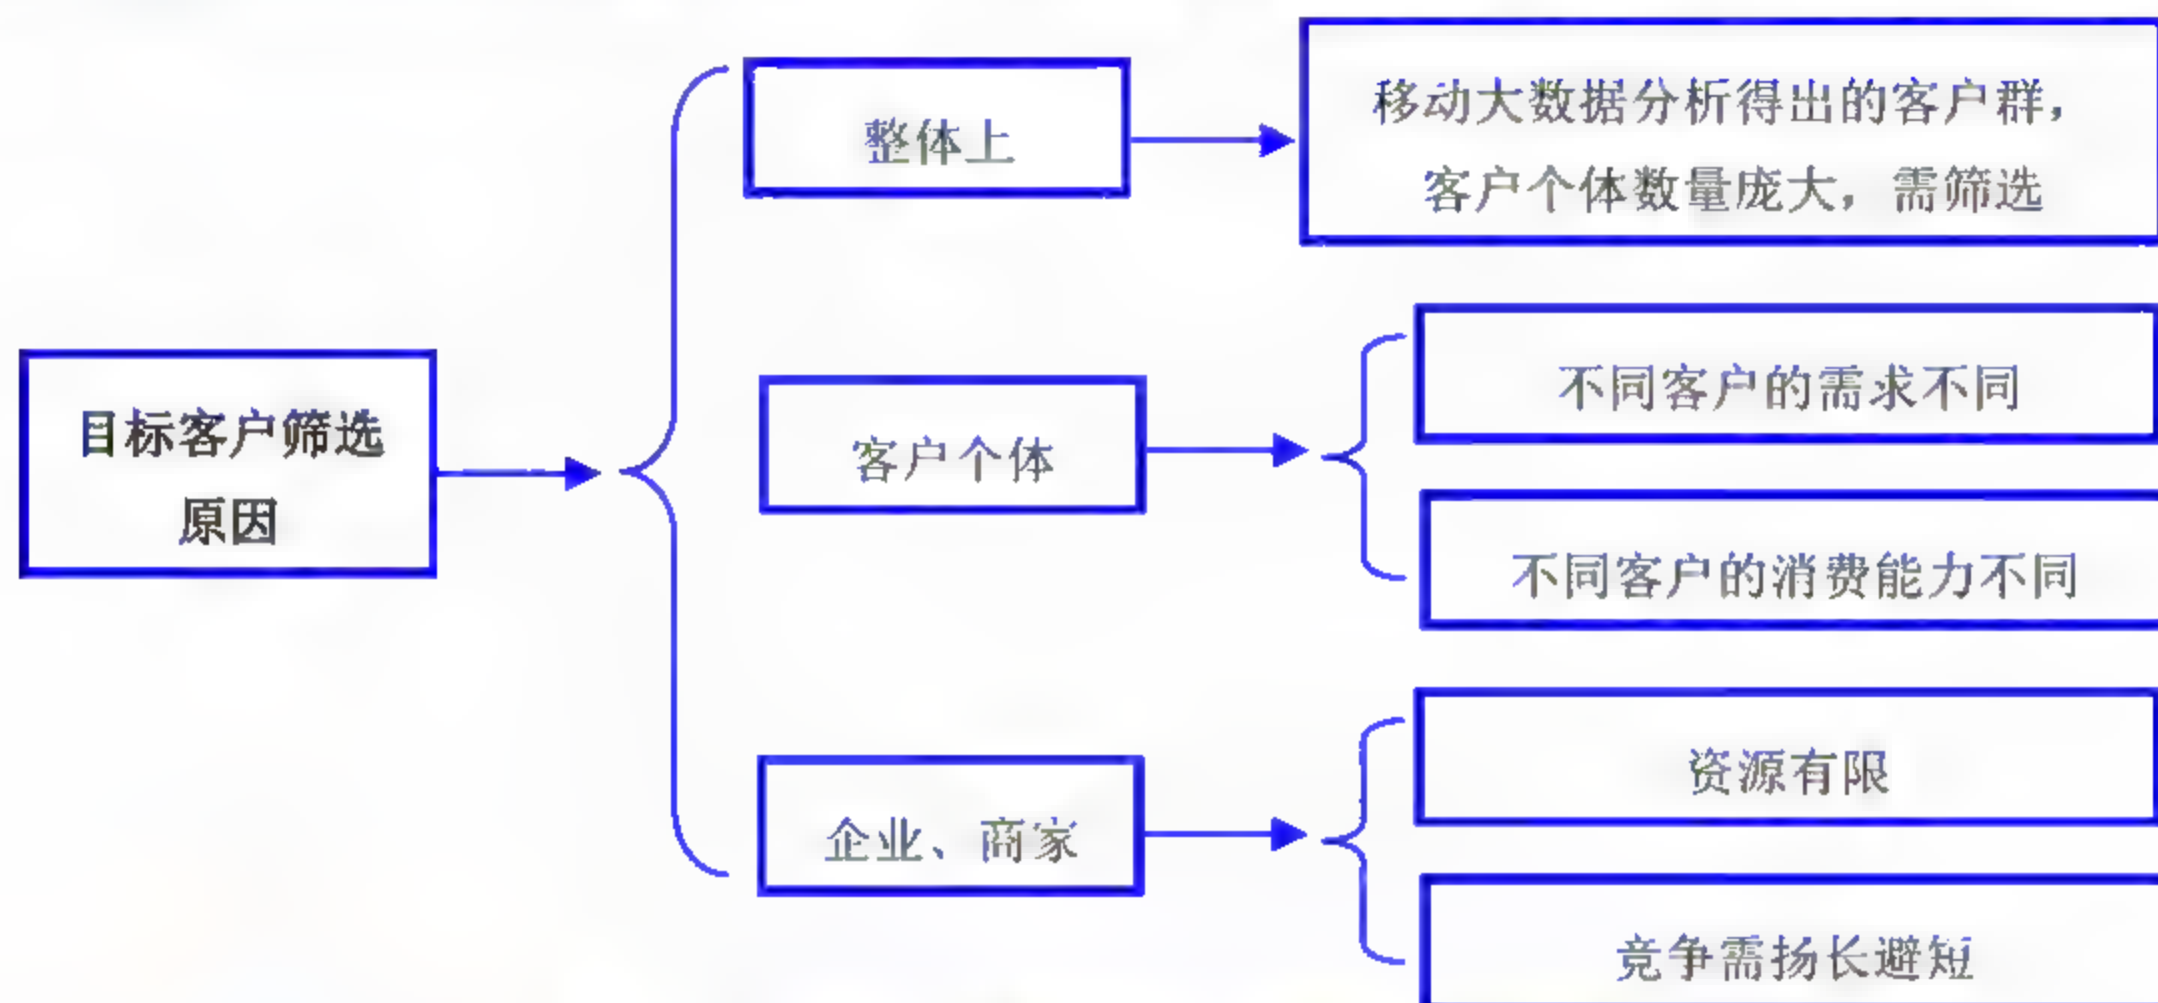 目标客户筛选
原因
整体上
移动大数据分析得出的客户群，
客户个体数量庞大，需筛选
客户个体
不同客户的需求不同
不同客户的消费能力不同
企业、商家
资源有限
竞争需扬长避短